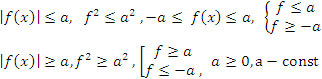 |f(x)| ≤ a, f² ≤ a², -a ≤ f(x) ≤ a, { f ≤ a
f ≥ -a
|f(x)| ≥ a, f² ≥ a², [ f ≥ a
f ≤ -a , a ≥ 0, a - const